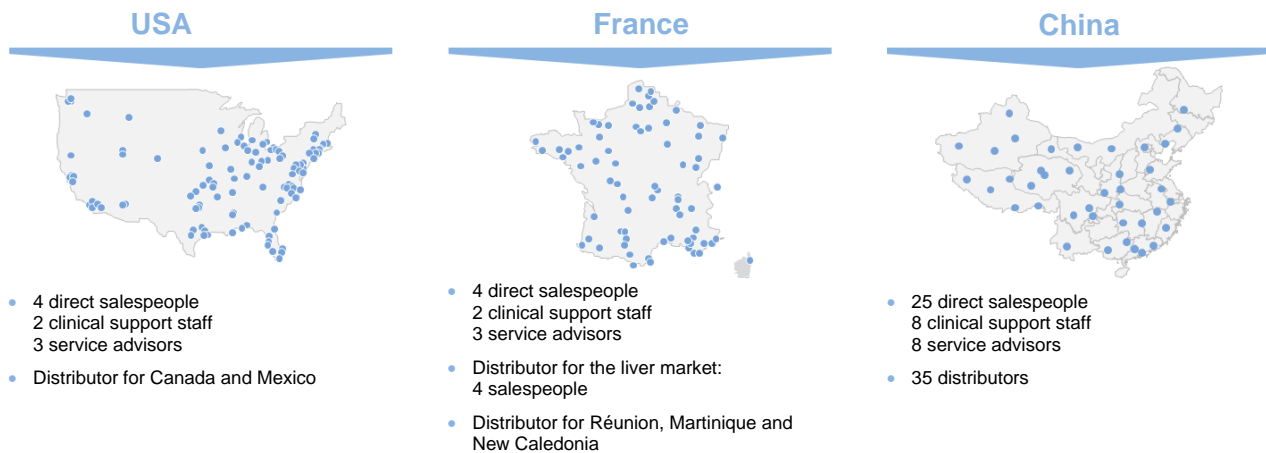 USA
4 direct salespeople
2 clinical support staff
3 service advisors
Distributor for Canada and Mexico
France
4 direct salespeople
2 clinical support staff
3 service advisors
Distributor for the liver market:
4 salespeople
Distributor for Réunion, Martinique and
New Caledonia
China
25 direct salespeople
8 clinical support staff
8 service advisors
35 distributors